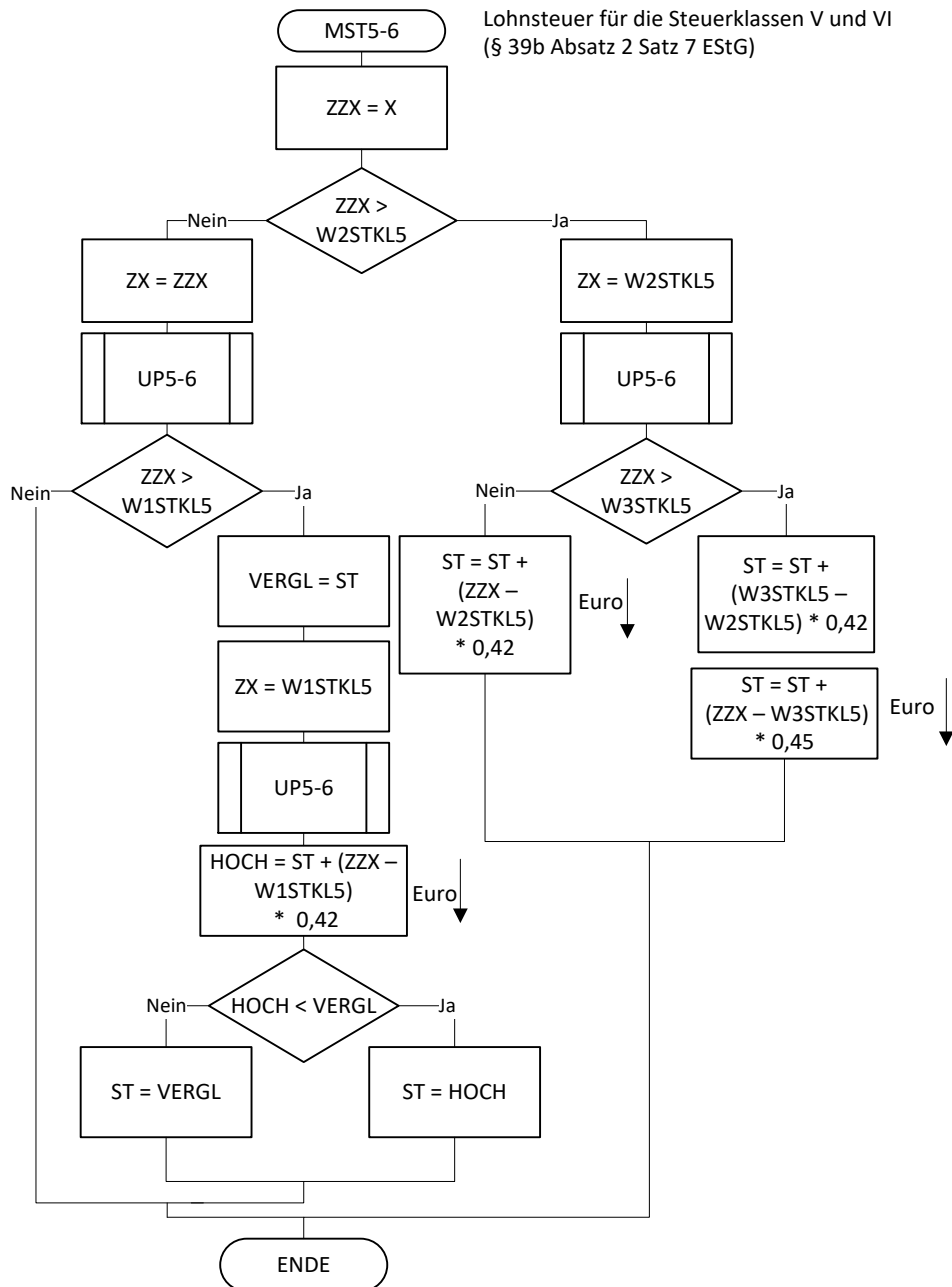 MST5-6
Lohnsteuer für die Steuerklassen V und VI
(§ 39b Absatz 2 Satz 7 EStG)
ZZX = X
ZZX >
W2STKL5
Nein
Ja
ZX = ZZX
ZX = W2STKL5
UP5-6
UP5-6
ZZX >
W1STKL5
Nein
Ja
ZZX >
W3STKL5
Nein
Ja
VERGL = ST
ST = ST +
(ZZX –
W2STKL5)
* 0,42
Euro
ST = ST +
(W3STKL5 –
W2STKL5) * 0,42
ZX = W1STKL5
ST = ST +
(ZZX – W3STKL5)
* 0,45
Euro
UP5-6
HOCH = ST + (ZZX –
W1STKL5)
* 0,42
Euro
HOCH < VERGL
Nein
Ja
ST = VERGL
ST = HOCH
ENDE